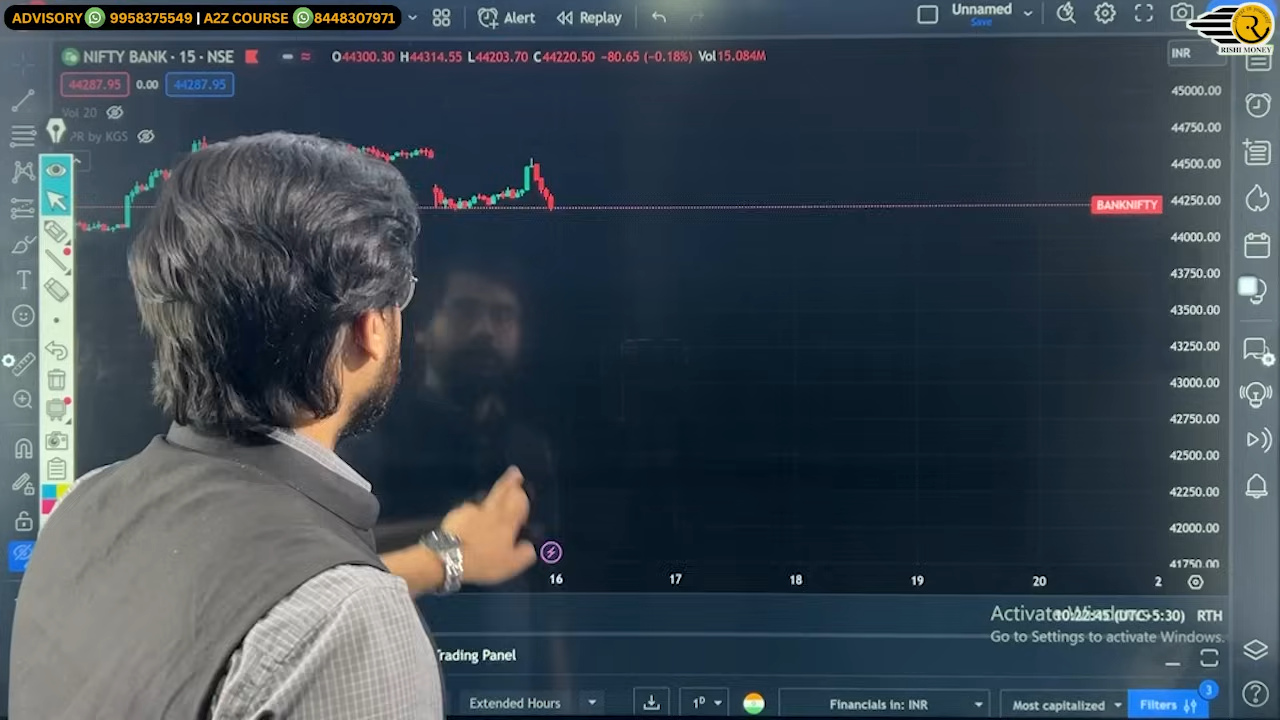 ADVISORY 9958375549 | A2Z COURSE 8448307971
Alert
Replay
Unnamed
Save
RISHI MONEY
NIFTY BANK · 15 · NSE
O44300.30 H44314.55 L44203.70 C44220.50 −80.65 (−0.18%) Vol15.084M
INR
44287.95 0.00 44287.95
Vol 20
PR by KGS
45000.00
44750.00
44500.00
44250.00
BANKNIFTY
44000.00
43750.00
43500.00
43250.00
43000.00
42750.00
42500.00
42250.00
42000.00
41750.00
16 17 18 19 20 2
Activate Windows
10:22:45 (UTC+5:30) RTH
Go to Settings to activate Windows.
Trading Panel
Extended Hours
1D
Financials in: INR
Most capitalized
Filters
3